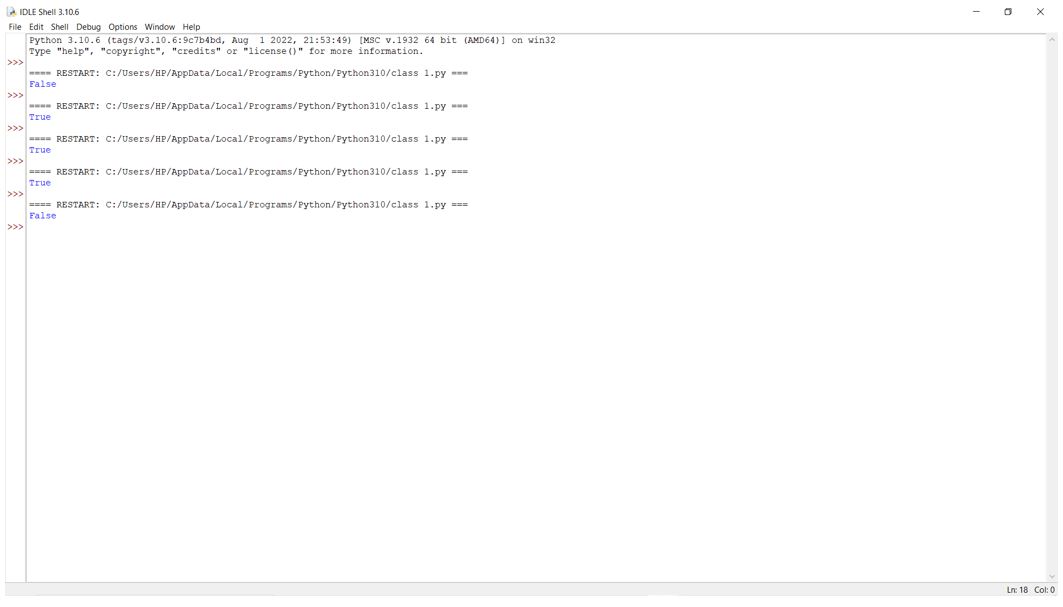 IDLE Shell 3.10.6
File Edit Shell Debug Options Window Help
Python 3.10.6 (tags/v3.10.6:9c7b4bd, Aug  1 2022, 21:53:49) [MSC v.1932 64 bit (AMD64)] on win32
Type "help", "copyright", "credits" or "license()" for more information.
>>>
==== RESTART: C:/Users/HP/AppData/Local/Programs/Python/Python310/class 1.py ===
False
>>>
==== RESTART: C:/Users/HP/AppData/Local/Programs/Python/Python310/class 1.py ===
True
>>>
==== RESTART: C:/Users/HP/AppData/Local/Programs/Python/Python310/class 1.py ===
True
>>>
==== RESTART: C:/Users/HP/AppData/Local/Programs/Python/Python310/class 1.py ===
True
>>>
==== RESTART: C:/Users/HP/AppData/Local/Programs/Python/Python310/class 1.py ===
False
>>>
Ln: 18 Col: 0